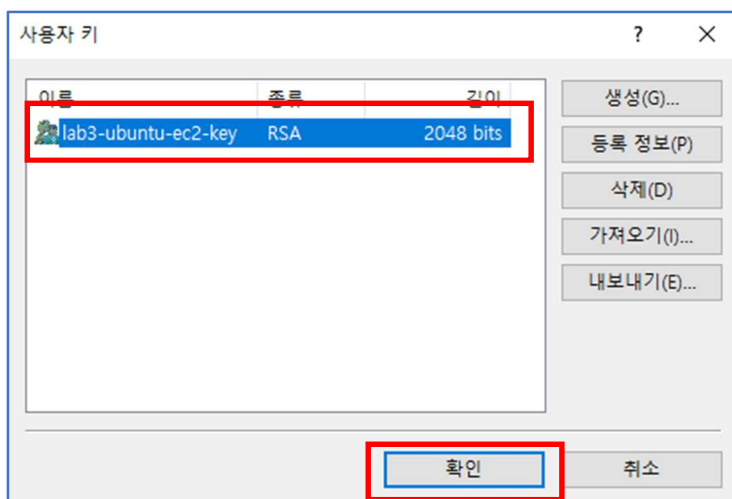 사용자 키
이름 종류 길이
lab3-ubuntu-ec2-key RSA 2048 bits
생성(G)...
등록 정보(P)
삭제(D)
가져오기(I)...
내보내기(E)...
확인 취소